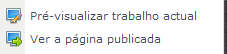 Pré-visualizar trabalho actual
Ver a página publicada